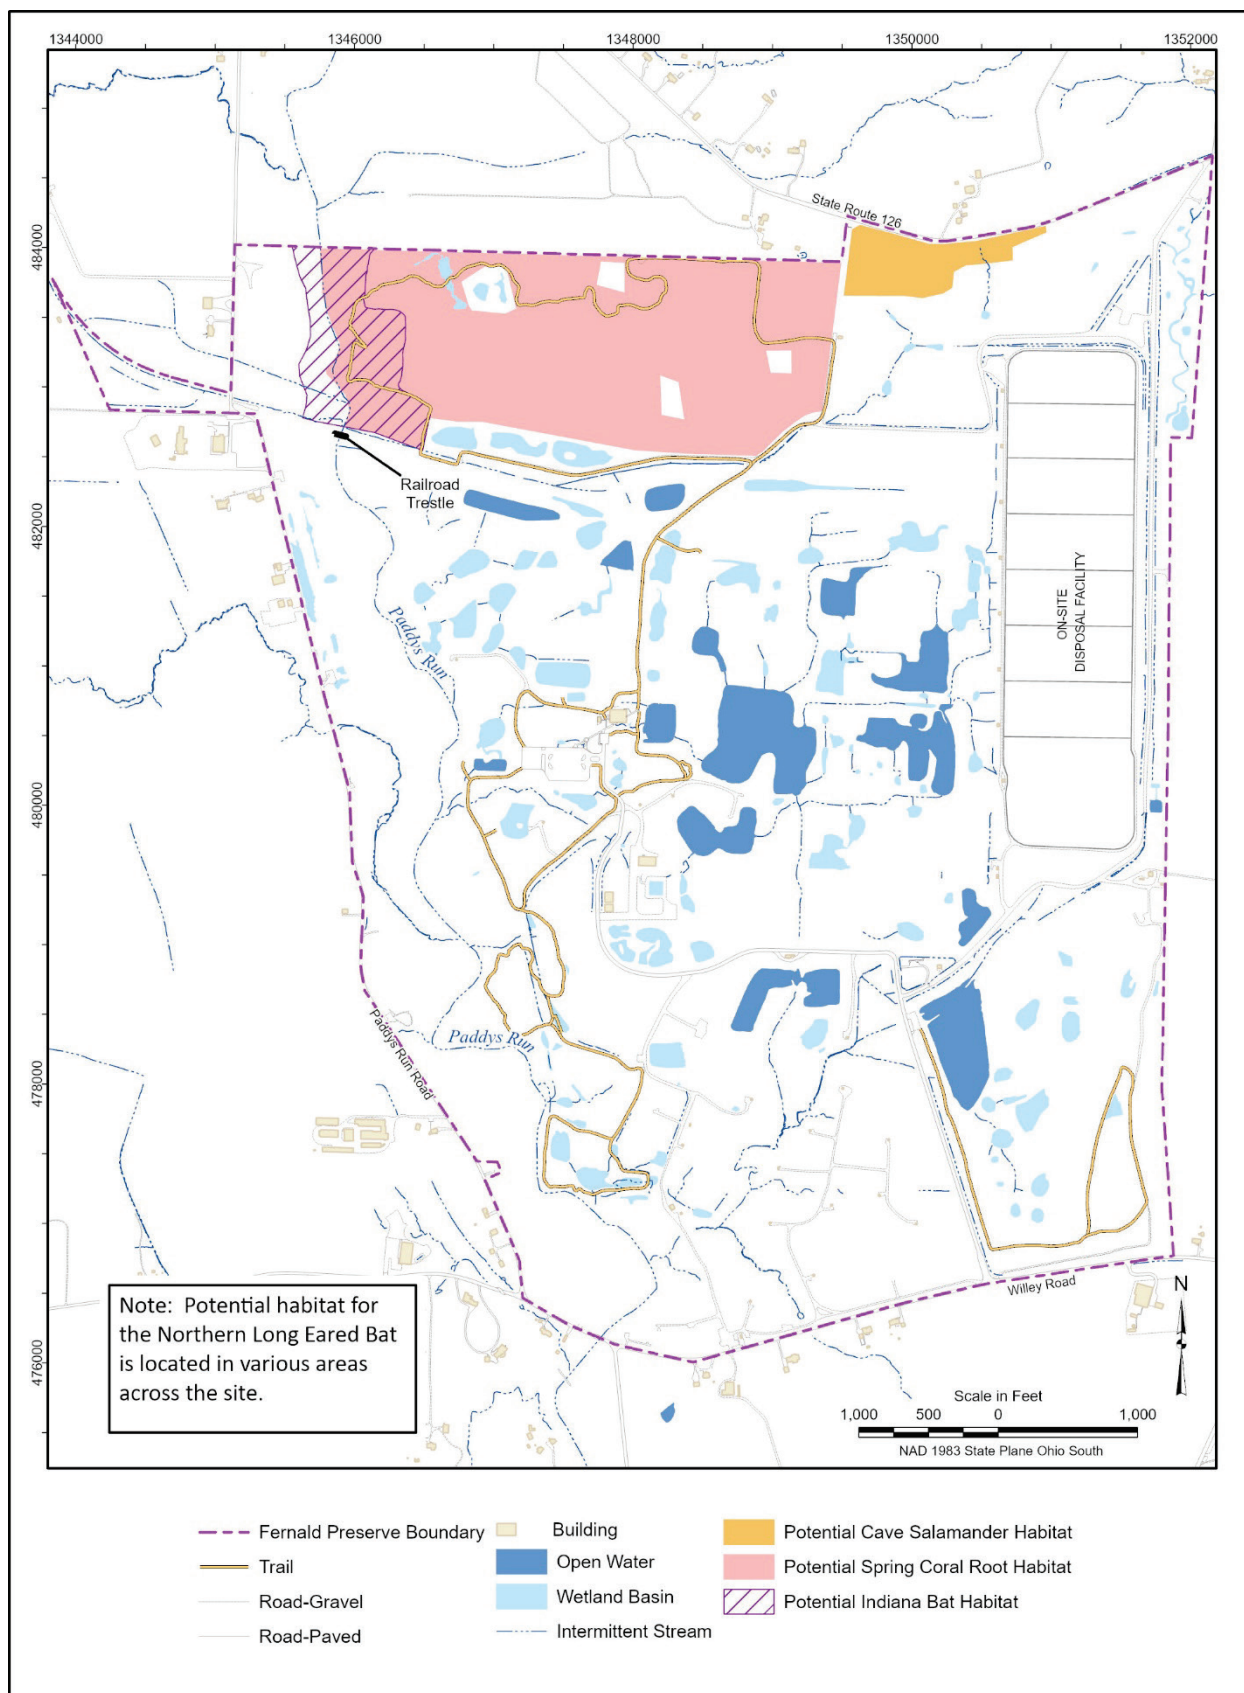 1344000
1346000
1348000
1350000
1352000
484000
482000
480000
478000
476000
State Route 126
Railroad
Trestle
Paddys Run
ON-SITE
DISPOSAL FACILITY
Paddys Run
Paddys Run Road
Willey Road
Note: Potential habitat for
the Northern Long Eared Bat
is located in various areas
across the site.
N
Scale in Feet
1,000 500 0 1,000
NAD 1983 State Plane Ohio South
Fernald Preserve Boundary
Trail
Road-Gravel
Road-Paved
Building
Open Water
Wetland Basin
Intermittent Stream
Potential Cave Salamander Habitat
Potential Spring Coral Root Habitat
Potential Indiana Bat Habitat